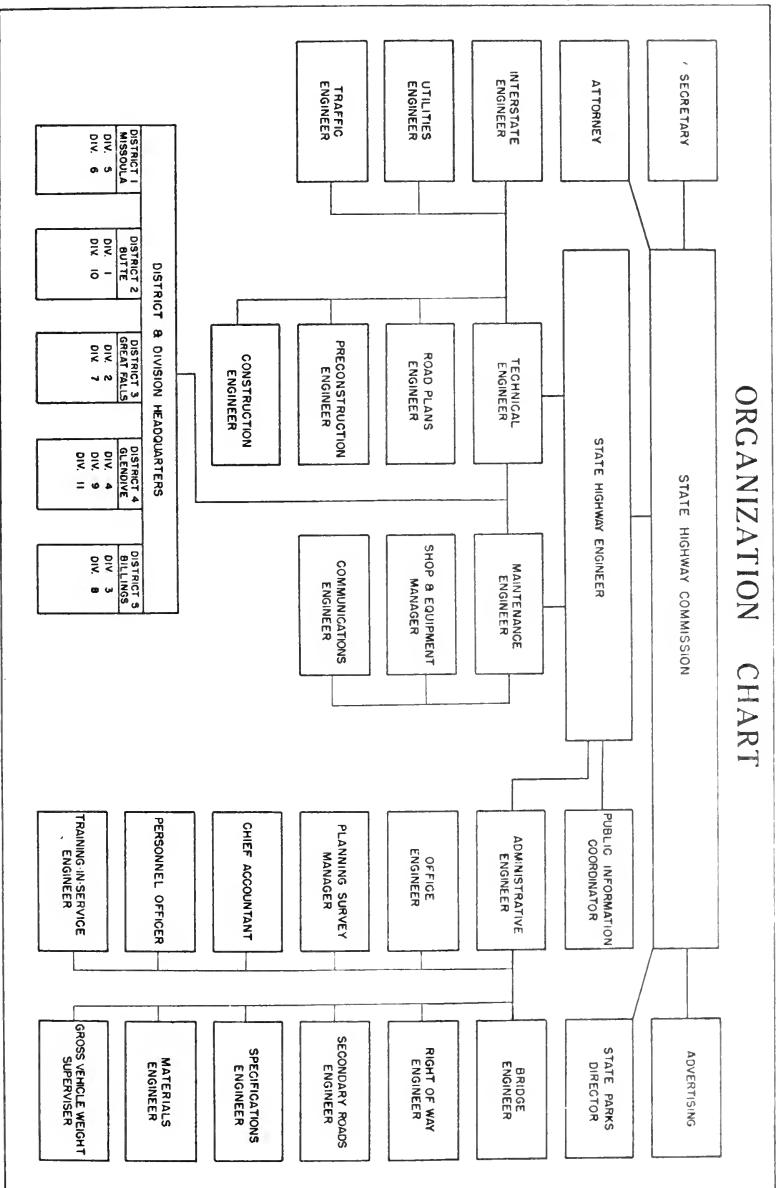 ORGANIZATION CHART
SECRETARY
STATE HIGHWAY COMMISSION
ADVERTISING
ATTORNEY
STATE HIGHWAY ENGINEER
PUBLIC INFORMATION
COORDINATOR
STATE PARKS
DIRECTOR
INTERSTATE
ENGINEER
TECHNICAL
ENGINEER
MAINTENANCE
ENGINEER
ADMINISTRATIVE
ENGINEER
BRIDGE
ENGINEER
UTILITIES
ENGINEER
ROAD PLANS
ENGINEER
SHOP & EQUIPMENT
MANAGER
OFFICE
ENGINEER
RIGHT OF WAY
ENGINEER
TRAFFIC
ENGINEER
PRECONSTRUCTION
ENGINEER
COMMUNICATIONS
ENGINEER
PLANNING SURVEY
MANAGER
SECONDARY ROADS
ENGINEER
CONSTRUCTION
ENGINEER
CHIEF ACCOUNTANT
SPECIFICATIONS
ENGINEER
PERSONNEL OFFICER
MATERIALS
ENGINEER
TRAINING-IN-SERVICE
ENGINEER
GROSS VEHICLE WEIGHT
SUPERVISER
DISTRICT & DIVISION HEADQUARTERS
DISTRICT 1
MISSOULA
DIV. 5
DIV. 6
DISTRICT 2
BUTTE
DIV. 1
DIV. 10
DISTRICT 3
GREAT FALLS
DIV. 2
DIV. 7
DISTRICT 4
GLENDIVE
DIV. 4
DIV. 9
DIV. 11
DISTRICT 5
BILLINGS
DIV 3
DIV. 8